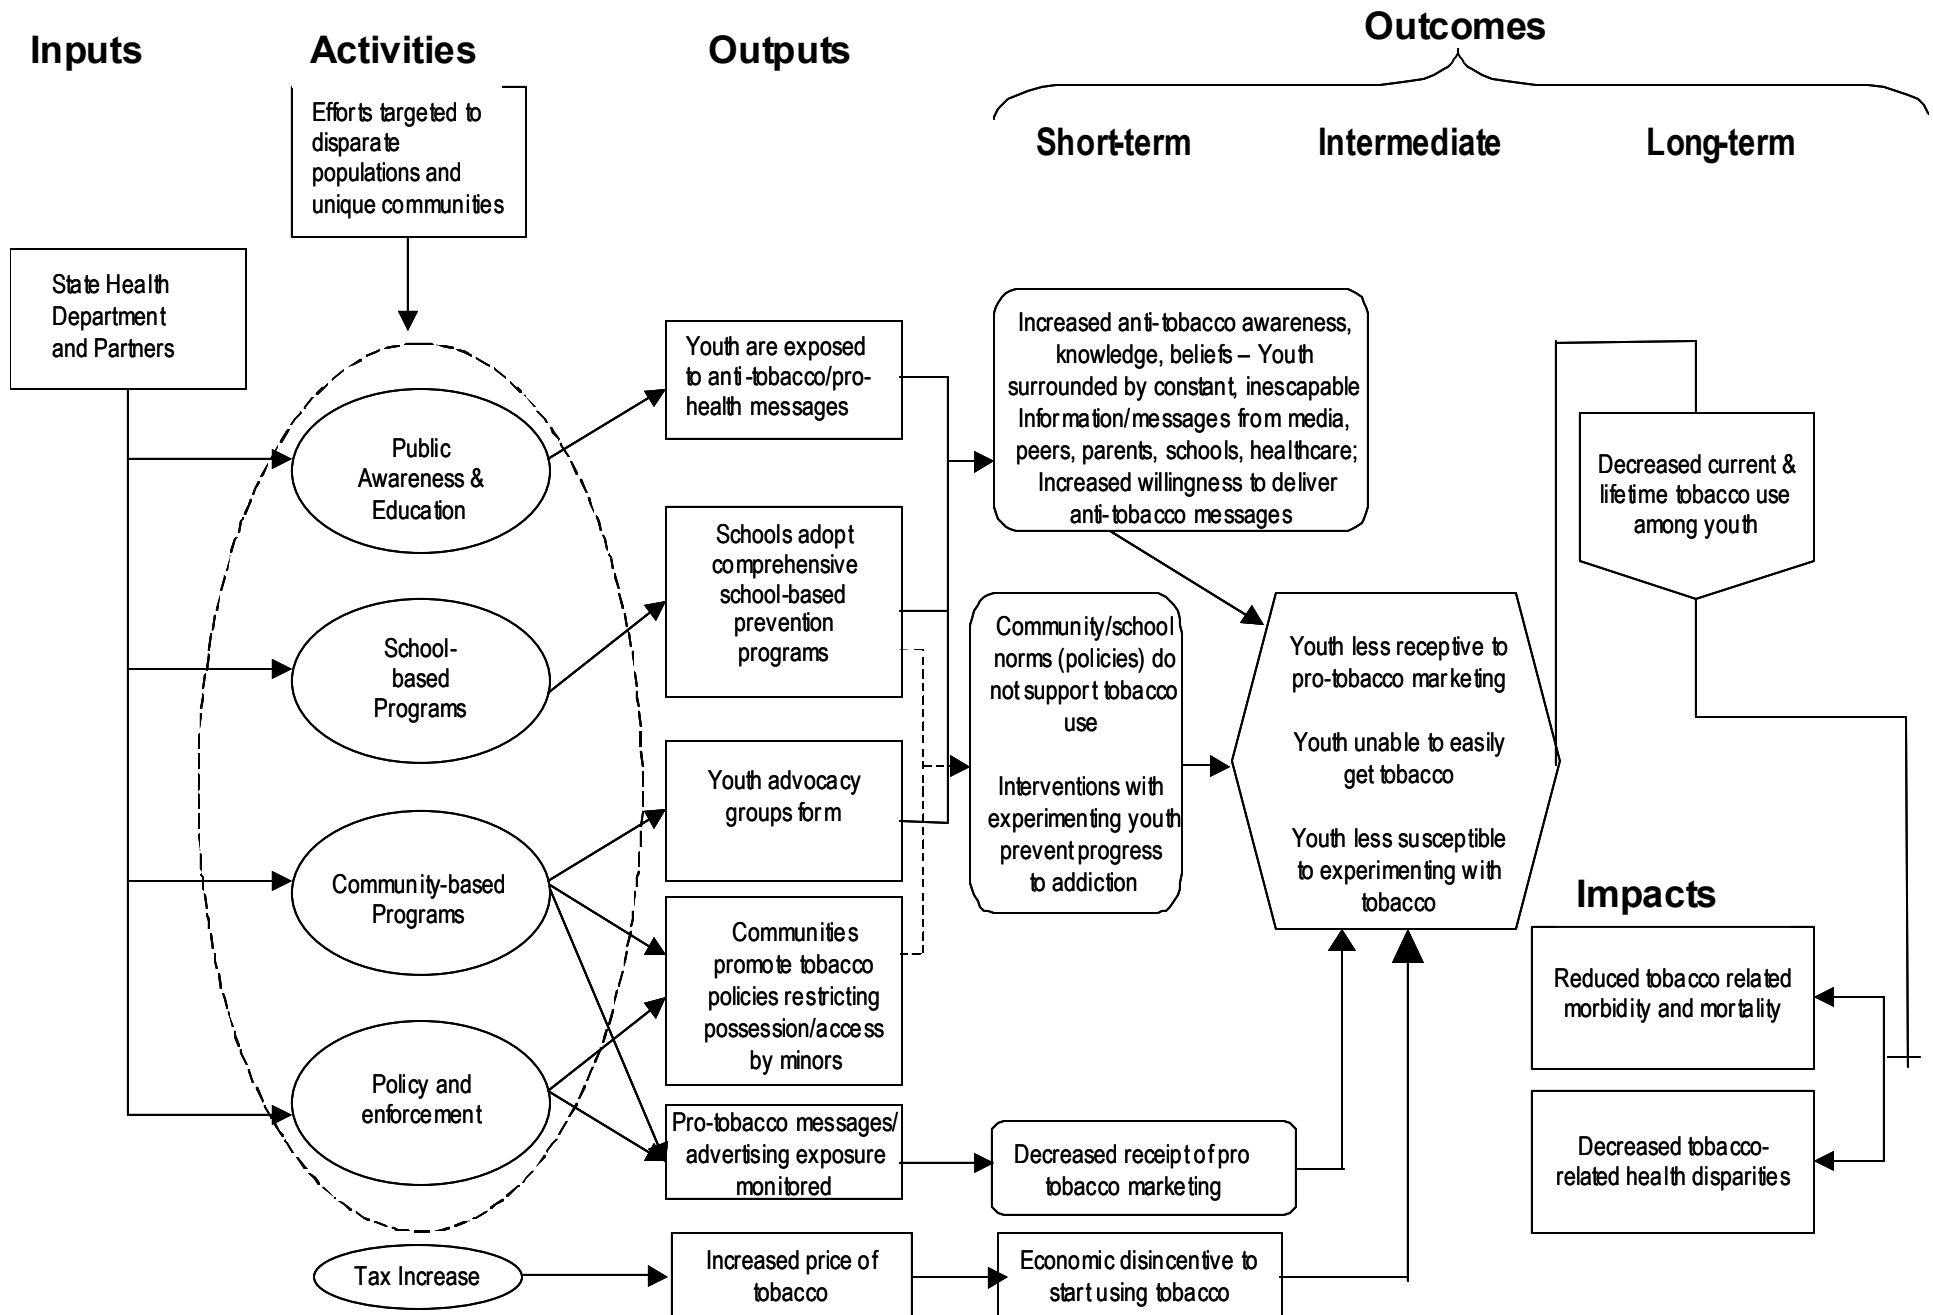 Inputs
Activities
Outputs
Outcomes
Short-term
Intermediate
Long-term
Efforts targeted to
disparate
populations and
unique communities
State Health
Department
and Partners
Public
Awareness &
Education
School-
based
Programs
Community-based
Programs
Policy and
enforcement
Tax Increase
Youth are exposed
to anti-tobacco/pro-
health messages
Schools adopt
comprehensive
school-based
prevention
programs
Youth advocacy
groups form
Communities
promote tobacco
policies restricting
possession/access
by minors
Pro-tobacco messages/
advertising exposure
monitored
Increased price of
tobacco
Increased anti-tobacco awareness,
knowledge, beliefs – Youth
surrounded by constant, inescapable
Information/messages from media,
peers, parents, schools, healthcare;
Increased willingness to deliver
anti-tobacco messages
Community/school
norms (policies) do
not support tobacco
use
Interventions with
experimenting youth
prevent progress
to addiction
Decreased receipt of pro
tobacco marketing
Economic disincentive to
start using tobacco
Youth less receptive to
pro-tobacco marketing
Youth unable to easily
get tobacco
Youth less susceptible
to experimenting with
tobacco
Decreased current &
lifetime tobacco use
among youth
Impacts
Reduced tobacco related
morbidity and mortality
Decreased tobacco-
related health disparities